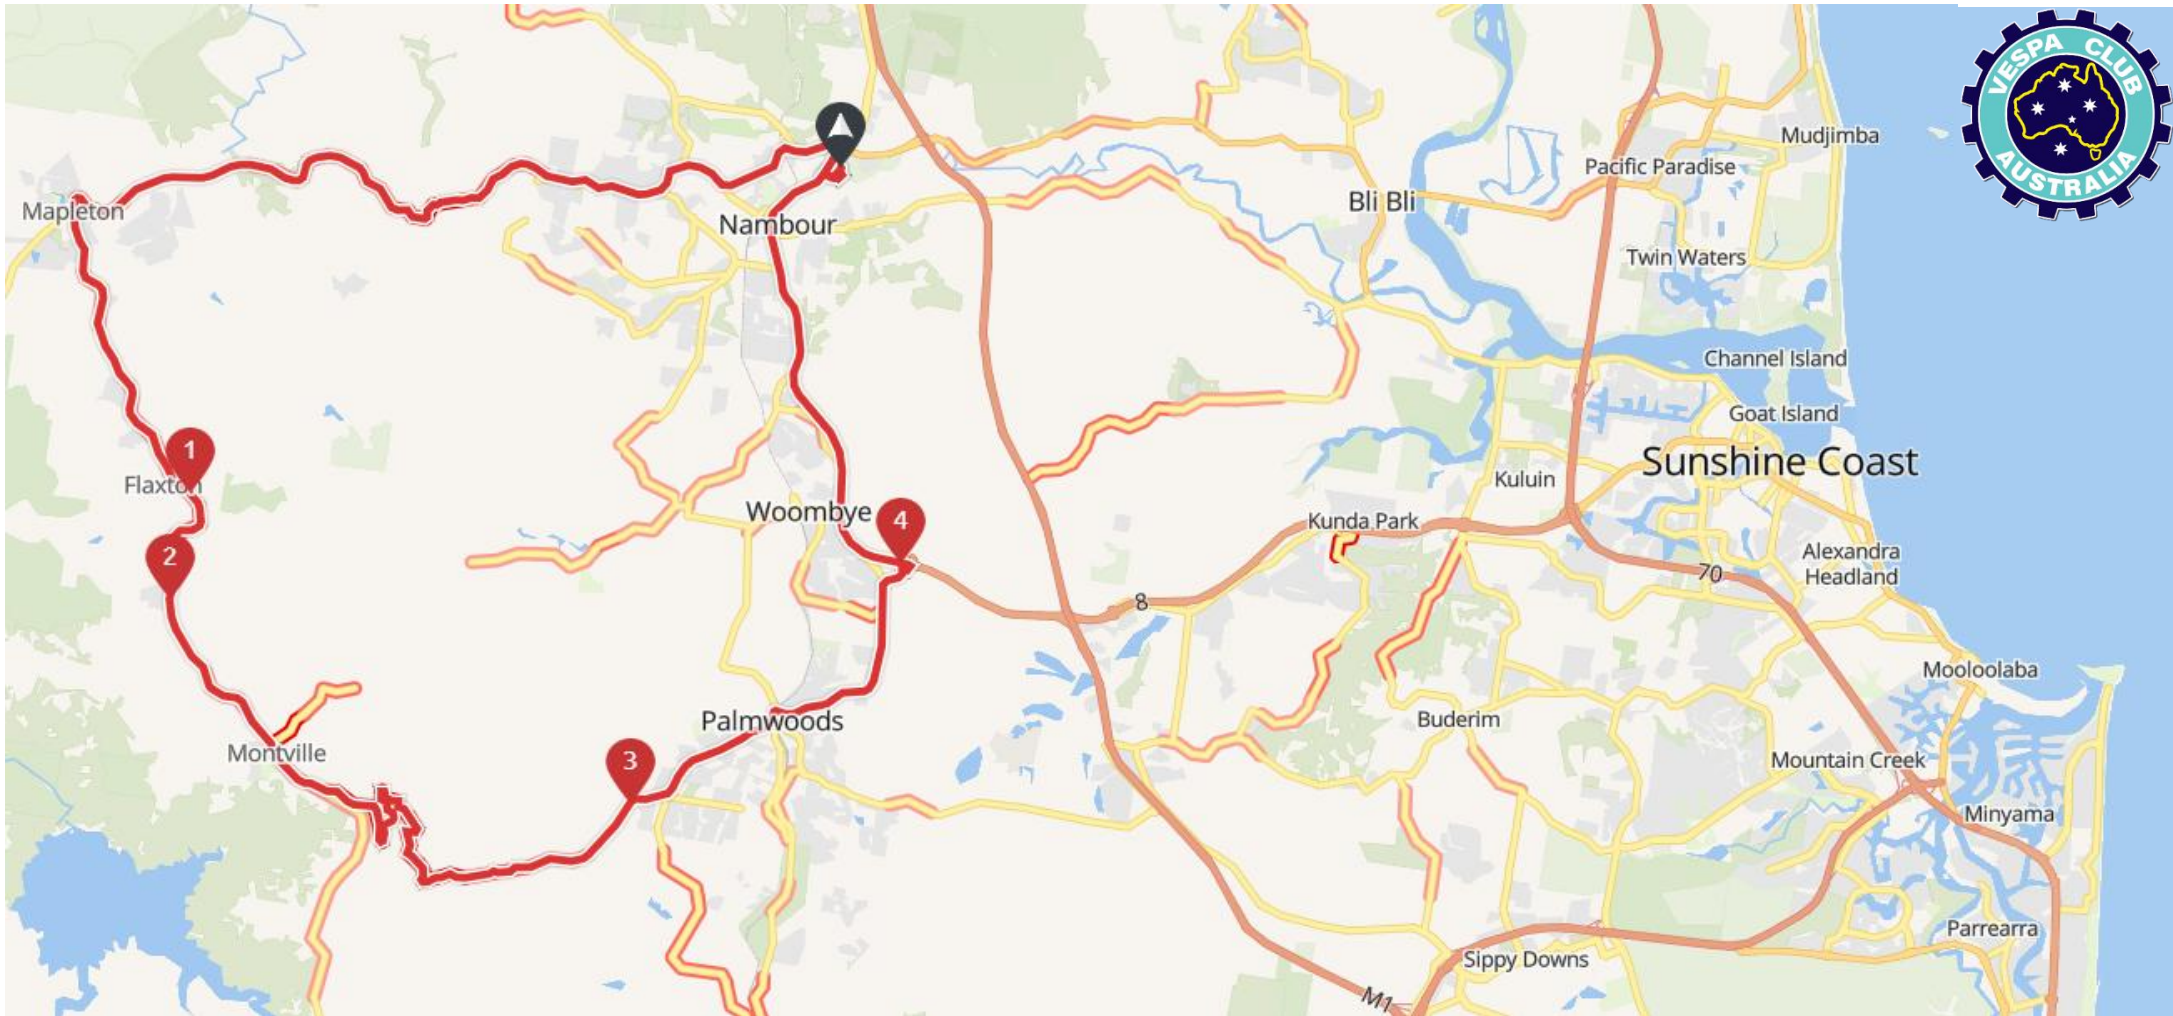 VESPA CLUB
AUSTRALIA
Mudjimba
Pacific Paradise
Mapleton
Bli Bli
Nambour
Twin Waters
Channel Island
Goat Island
1
Sunshine Coast
Flaxton
Kuluin
Woombye
4
Kunda Park
2
Alexandra
Headland
70
8
Mooloolaba
Palmwoods
Buderim
Montville
3
Mountain Creek
Minyama
Parrearra
Sippy Downs
M1